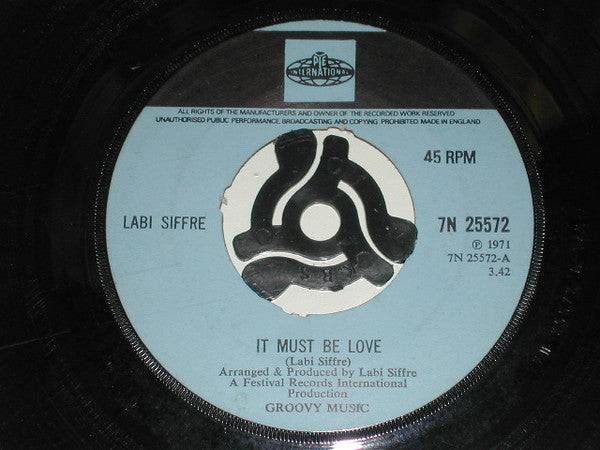 PYE
INTERNATIONAL
ALL RIGHTS OF THE MANUFACTURERS AND OWNER OF THE RECORDED WORK RESERVED
UNAUTHORISED PUBLIC PERFORMANCE, BROADCASTING AND COPYING PROHIBITED MADE IN ENGLAND
45 RPM
LABI SIFFRE
7N 25572
℗ 1971
7N 25572-A
3.42
IT MUST BE LOVE
(Labi Siffre)
Arranged & Produced by Labi Siffre
A Festival Records International
Production
GROOVY MUSIC